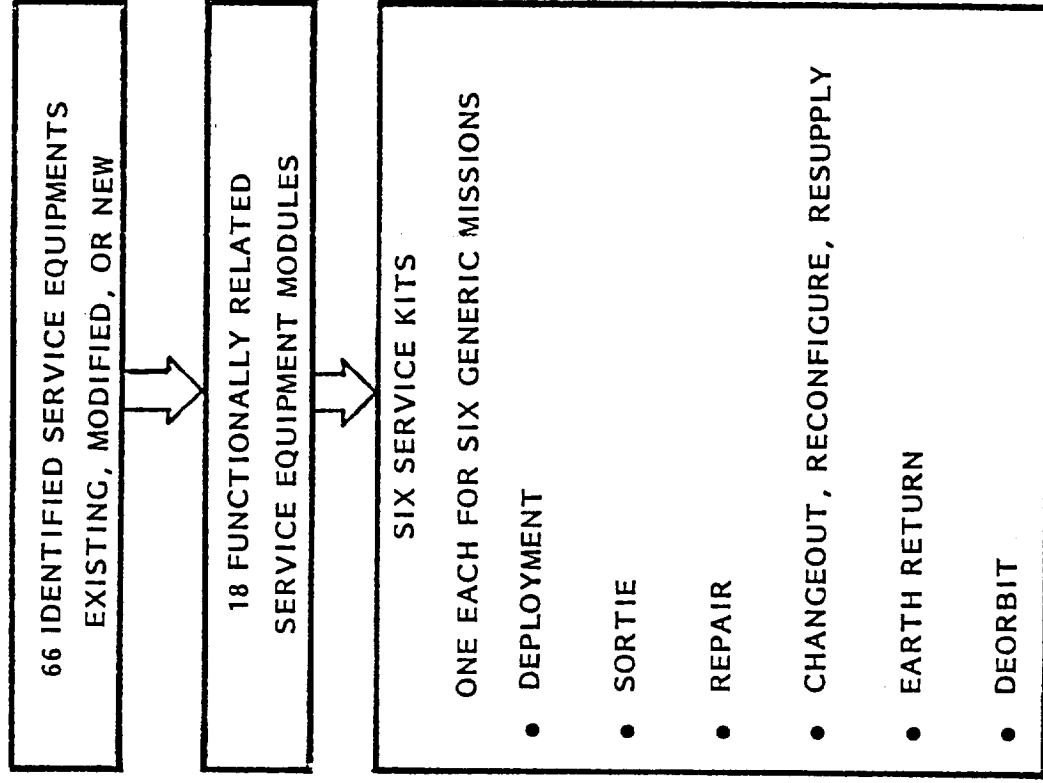 66 IDENTIFIED SERVICE EQUIPMENTS
EXISTING, MODIFIED, OR NEW
18 FUNCTIONALLY RELATED
SERVICE EQUIPMENT MODULES
SIX SERVICE KITS
ONE EACH FOR SIX GENERIC MISSIONS
• DEPLOYMENT
• SORTIE
• REPAIR
• CHANGEOUT, RECONFIGURE, RESUPPLY
• EARTH RETURN
• DEORBIT